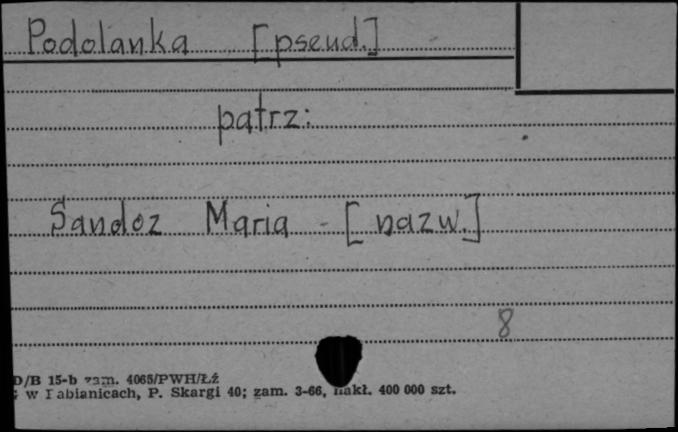 Podolanka [pseud.]
patrz:
Sandoz Maria - [nazw.]
8
D/B 15-b zam. 4065/PWH/Łź
w Pabianicach, P. Skargi 40; zam. 3-66, nakł. 400 000 szt.